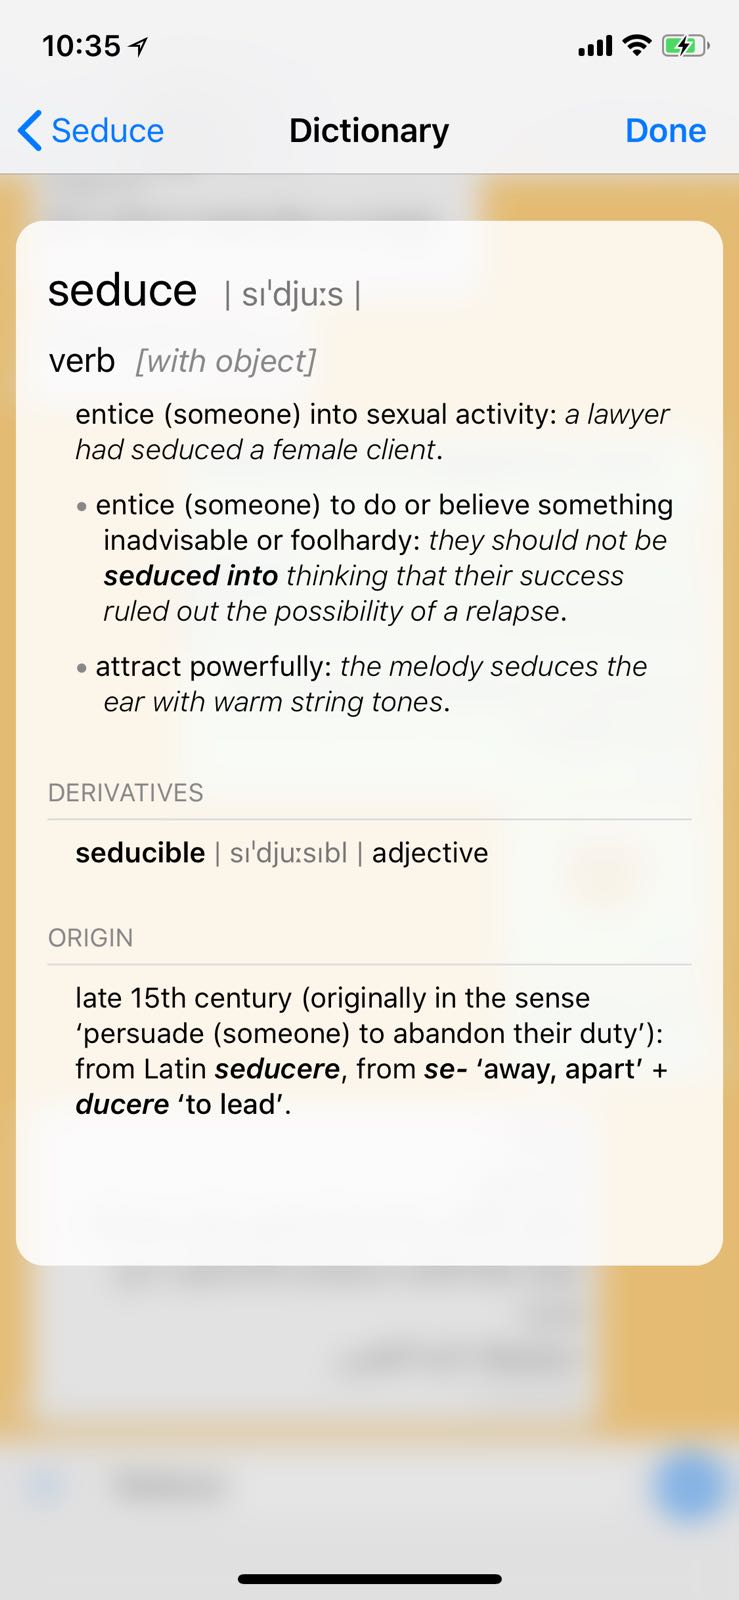 10:35
Seduce
Dictionary
Done
seduce | sɪˈdjuːs |
verb [with object]
entice (someone) into sexual activity: a lawyer
had seduced a female client.
• entice (someone) to do or believe something
inadvisable or foolhardy: they should not be
seduced into thinking that their success
ruled out the possibility of a relapse.
• attract powerfully: the melody seduces the
ear with warm string tones.
DERIVATIVES
seducible | sɪˈdjuːsɪbl | adjective
ORIGIN
late 15th century (originally in the sense
‘persuade (someone) to abandon their duty’):
from Latin seducere, from se- ‘away, apart’ +
ducere ‘to lead’.